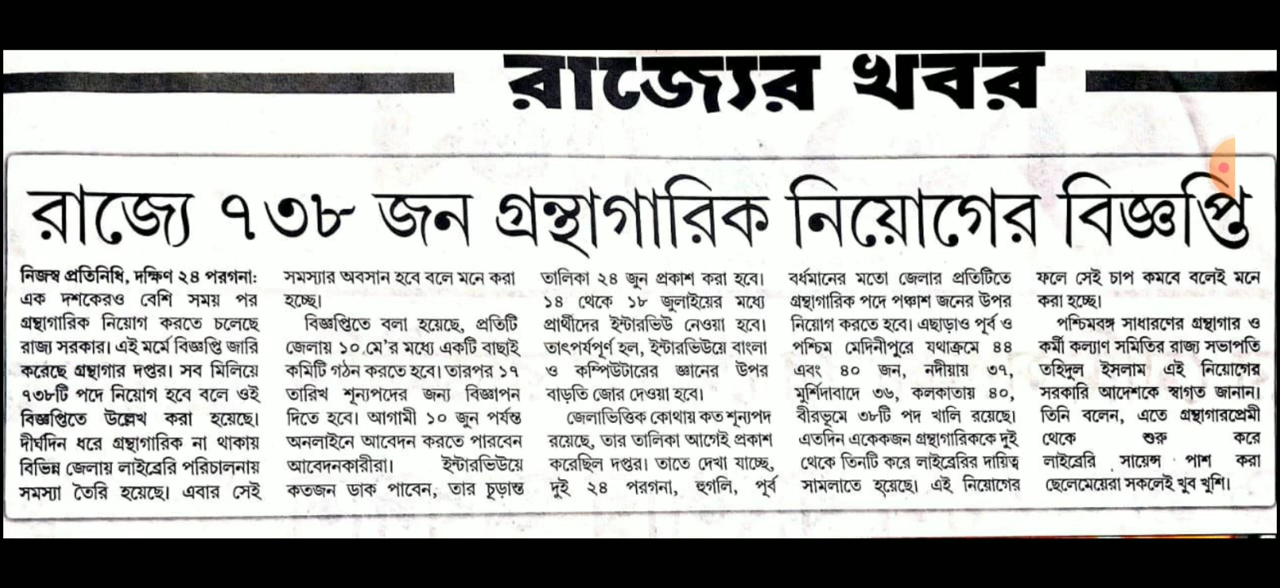 রাজ্যের খবর
রাজ্যে ৭৩৮ জন গ্রন্থাগারিক নিয়োগের বিজ্ঞপ্তি
নিজস্ব প্রতিনিধি, দক্ষিণ ২৪ পরগনা:
এক দশকেরও বেশি সময় পর
গ্রন্থাগারিক নিয়োগ করতে চলেছে
রাজ্য সরকার। এই মর্মে বিজ্ঞপ্তি জারি
করেছে গ্রন্থাগার দপ্তর। সব মিলিয়ে
৭৩৮টি পদে নিয়োগ হবে বলে ওই
বিজ্ঞপ্তিতে উল্লেখ করা হয়েছে।
দীর্ঘদিন ধরে গ্রন্থাগারিক না থাকায়
বিভিন্ন জেলায় লাইব্রেরি পরিচালনায়
সমস্যা তৈরি হয়েছে। এবার সেই
সমস্যার অবসান হবে বলে মনে করা
হচ্ছে।
বিজ্ঞপ্তিতে বলা হয়েছে, প্রতিটি
জেলায় ১০ মে'র মধ্যে একটি বাছাই
কমিটি গঠন করতে হবে। তারপর ১৭
তারিখ শূন্যপদের জন্য বিজ্ঞাপন
দিতে হবে। আগামী ১০ জুন পর্যন্ত
অনলাইনে আবেদন করতে পারবেন
আবেদনকারীরা। ইন্টারভিউয়ে
কতজন ডাক পাবেন, তার চূড়ান্ত
তালিকা ২৪ জুন প্রকাশ করা হবে।
১৪ থেকে ১৮ জুলাইয়ের মধ্যে
প্রার্থীদের ইন্টারভিউ নেওয়া হবে।
তাৎপর্যপূর্ণ হল, ইন্টারভিউয়ে বাংলা
ও কম্পিউটারের জ্ঞানের উপর
বাড়তি জোর দেওয়া হবে।
জেলাভিত্তিক কোথায় কত শূন্যপদ
রয়েছে, তার তালিকা আগেই প্রকাশ
করেছিল দপ্তর। তাতে দেখা যাচ্ছে,
দুই ২৪ পরগনা, হুগলি, পূর্ব
বর্ধমানের মতো জেলার প্রতিটিতে
গ্রন্থাগারিক পদে পঞ্চাশ জনের উপর
নিয়োগ করতে হবে। এছাড়াও পূর্ব ও
পশ্চিম মেদিনীপুরে যথাক্রমে ৪৪
এবং ৪০ জন, নদীয়ায় ৩৭,
মুর্শিদাবাদে ৩৬, কলকাতায় ৪০,
বীরভূমে ৩৮টি পদ খালি রয়েছে।
এতদিন একেকজন গ্রন্থাগারিককে দুই
থেকে তিনটি করে লাইব্রেরির দায়িত্ব
সামলাতে হয়েছে। এই নিয়োগের
ফলে সেই চাপ কমবে বলেই মনে
করা হচ্ছে।
পশ্চিমবঙ্গ সাধারণের গ্রন্থাগার ও
কর্মী কল্যাণ সমিতির রাজ্য সভাপতি
তহিদুল ইসলাম এই নিয়োগের
সরকারি আদেশকে স্বাগত জানান।
তিনি বলেন, এতে গ্রন্থাগারপ্রেমী
থেকে শুরু করে
লাইব্রেরি সায়েন্স পাশ করা
ছেলেমেয়েরা সকলেই খুব খুশি।